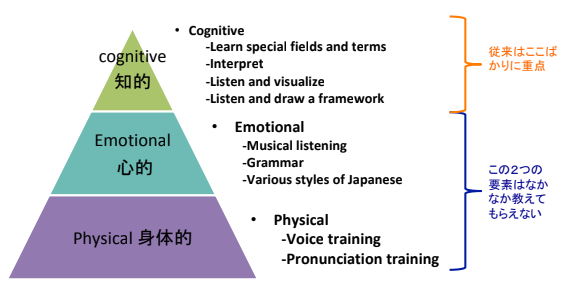 cognitive
知的
• Cognitive
-Learn special fields and terms
-Interpret
-Listen and visualize
-Listen and draw a framework
従来はここば
かりに重点
Emotional
心的
• Emotional
-Musical listening
-Grammar
-Various styles of Japanese
この2つの
要素はなか
なか教えて
もらえない
Physical 身体的
• Physical
-Voice training
-Pronunciation training